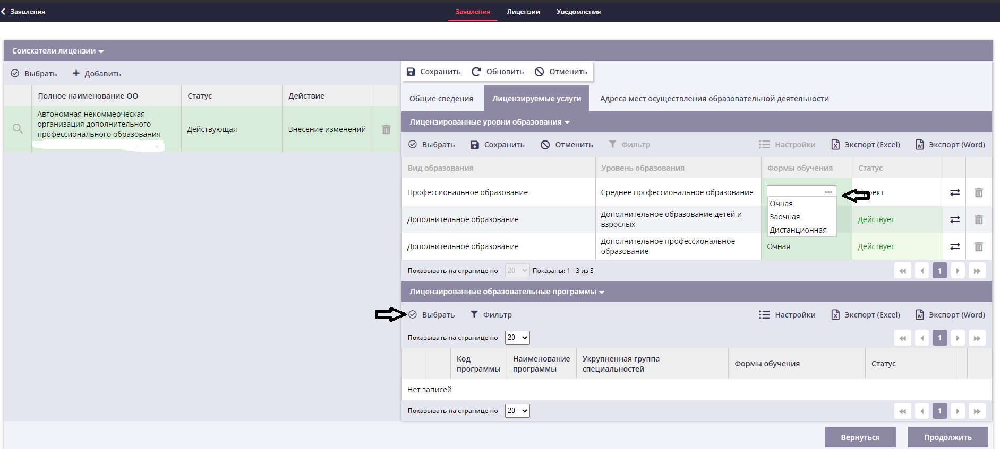 Заявления
Заявления Лицензии Уведомления
Соискатели лицензии
Выбрать Добавить
Полное наименование ОО Статус Действие
Автономная некоммерческая
организация дополнительного
профессионального образования
Действующая Внесение изменений
Сохранить Обновить Отменить
Общие сведения Лицензируемые услуги Адреса мест осуществления образовательной деятельности
Лицензированные уровни образования
Выбрать Сохранить Отменить Фильтр Настройки Экспорт (Excel) Экспорт (Word)
Вид образования Уровень образования Формы обучения Статус
Профессиональное образование Среднее профессиональное образование Проект
Очная
Заочная
Дистанционная
Дополнительное образование Дополнительное образование детей и
взрослых Действует
Дополнительное образование Дополнительное профессиональное
образование Очная Действует
Показывать на странице по 20 Показаны: 1 - 3 из 3 1
Лицензированные образовательные программы
Выбрать Фильтр Настройки Экспорт (Excel) Экспорт (Word)
Показывать на странице по 20 1
Код
программы Наименование
программы Укрупненная группа
специальностей Формы обучения Статус
Нет записей
Показывать на странице по 20 1
Вернуться Продолжить